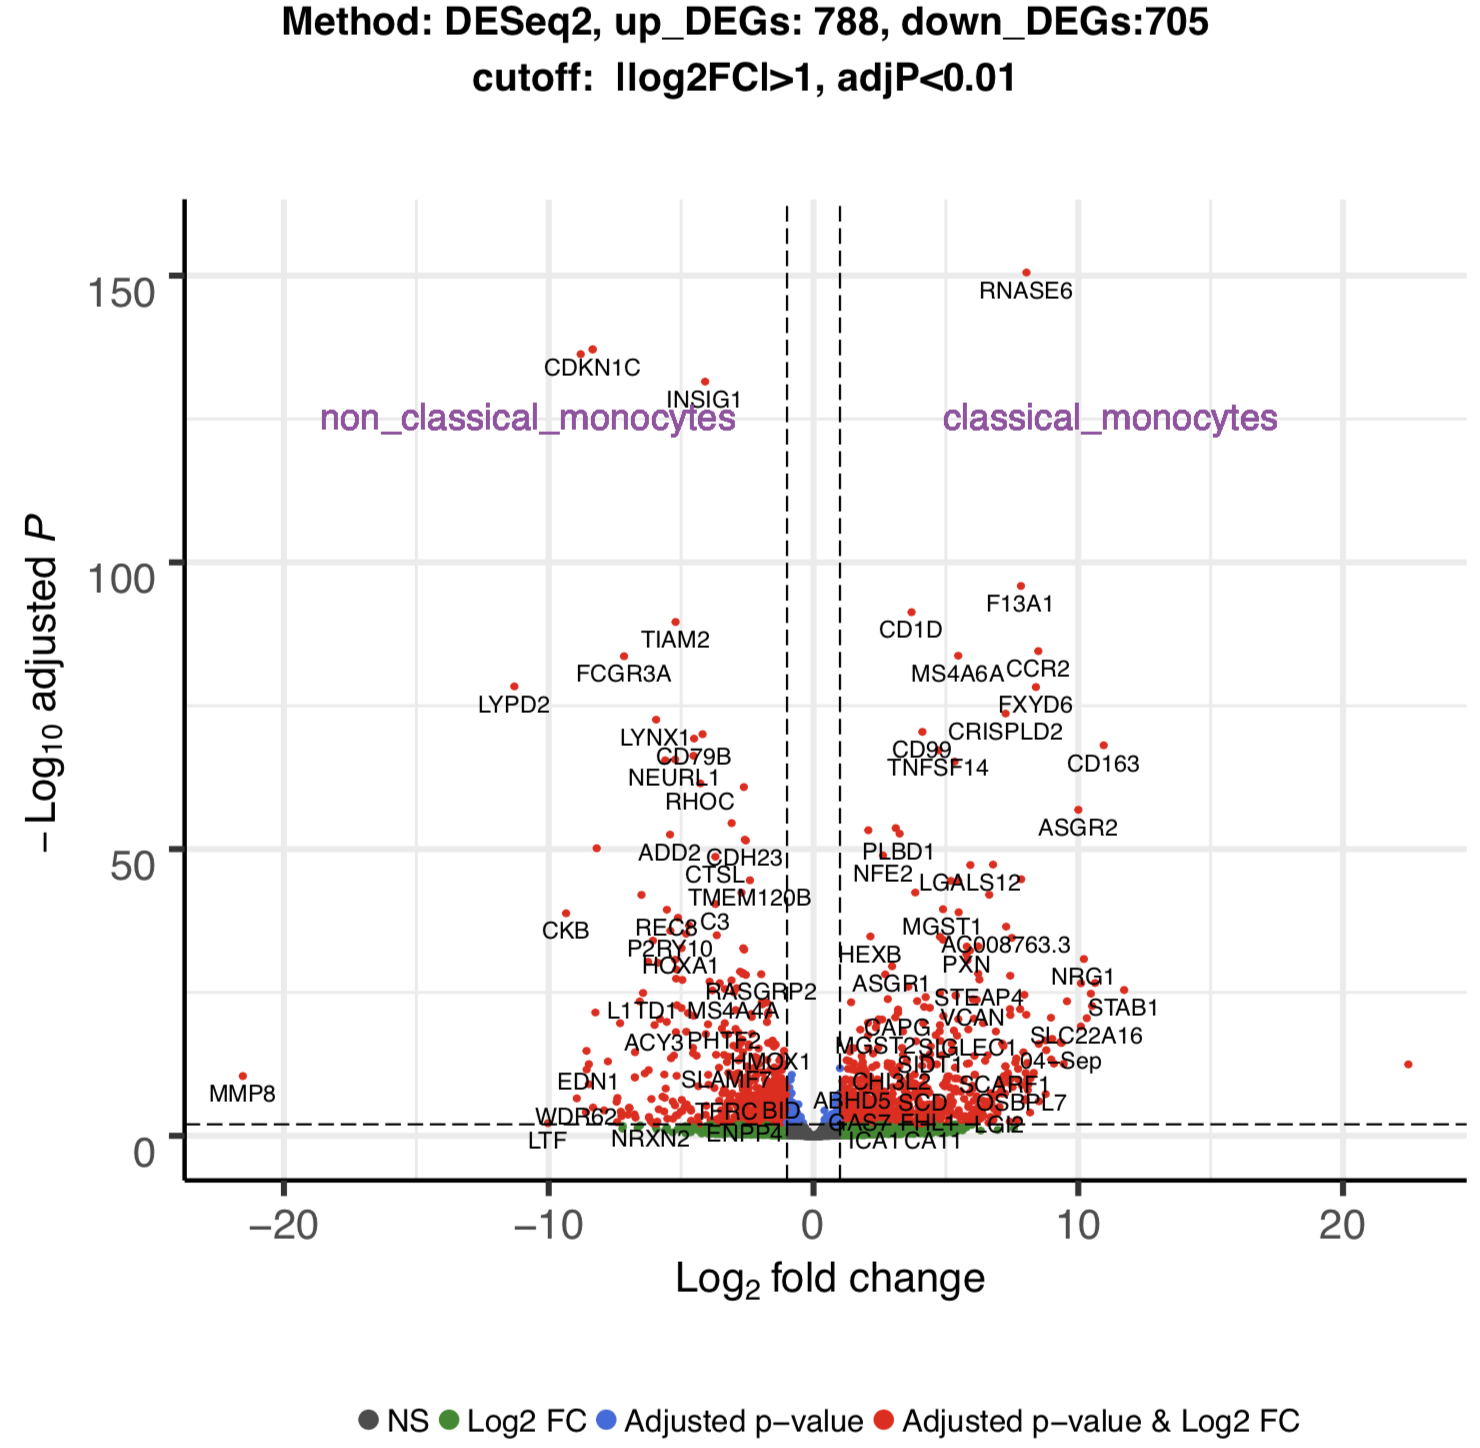 Method: DESeq2, up_DEGs: 788, down_DEGs:705
cutoff:  |log2FC|>1, adjP<0.01
150
RNASE6
CDKN1C
INSIG1
non_classical_monocytes
classical_monocytes
−Log10 adjusted P
100
F13A1
CD1D
TIAM2
FCGR3A
MS4A6A
CCR2
LYPD2
FXYD6
LYNX1
CRISPLD2
CD99
CD79B
TNFSF14
CD163
NEURL1
RHOC
ASGR2
50
ADD2
CDH23
PLBD1
CTSL
NFE2
LGALS12
TMEM120B
CKB
REC8
C3
MGST1
P2RY10
AC008763.3
HEXB
HOXA1
PXN
NRG1
RASGRP2
ASGR1
STEAP4
L1TD1
MS4A4A
STAB1
VCAN
CAPG
ACY3
PHTF2
SLC22A16
MGST2
SIGLEC1
HMOX1
SIDT1
04−Sep
EDN1
SLAMF7
CHI3L2
SCARF1
MMP8
WDR62
TFRC
BID
ABHD5
SCD
OSBPL7
GAS7
FHL1
LGI2
LTF
NRXN2
ENPP4
ICA1
CA11
0
−20
−10
0
10
20
Log2 fold change
NS
Log2 FC
Adjusted p−value
Adjusted p−value & Log2 FC